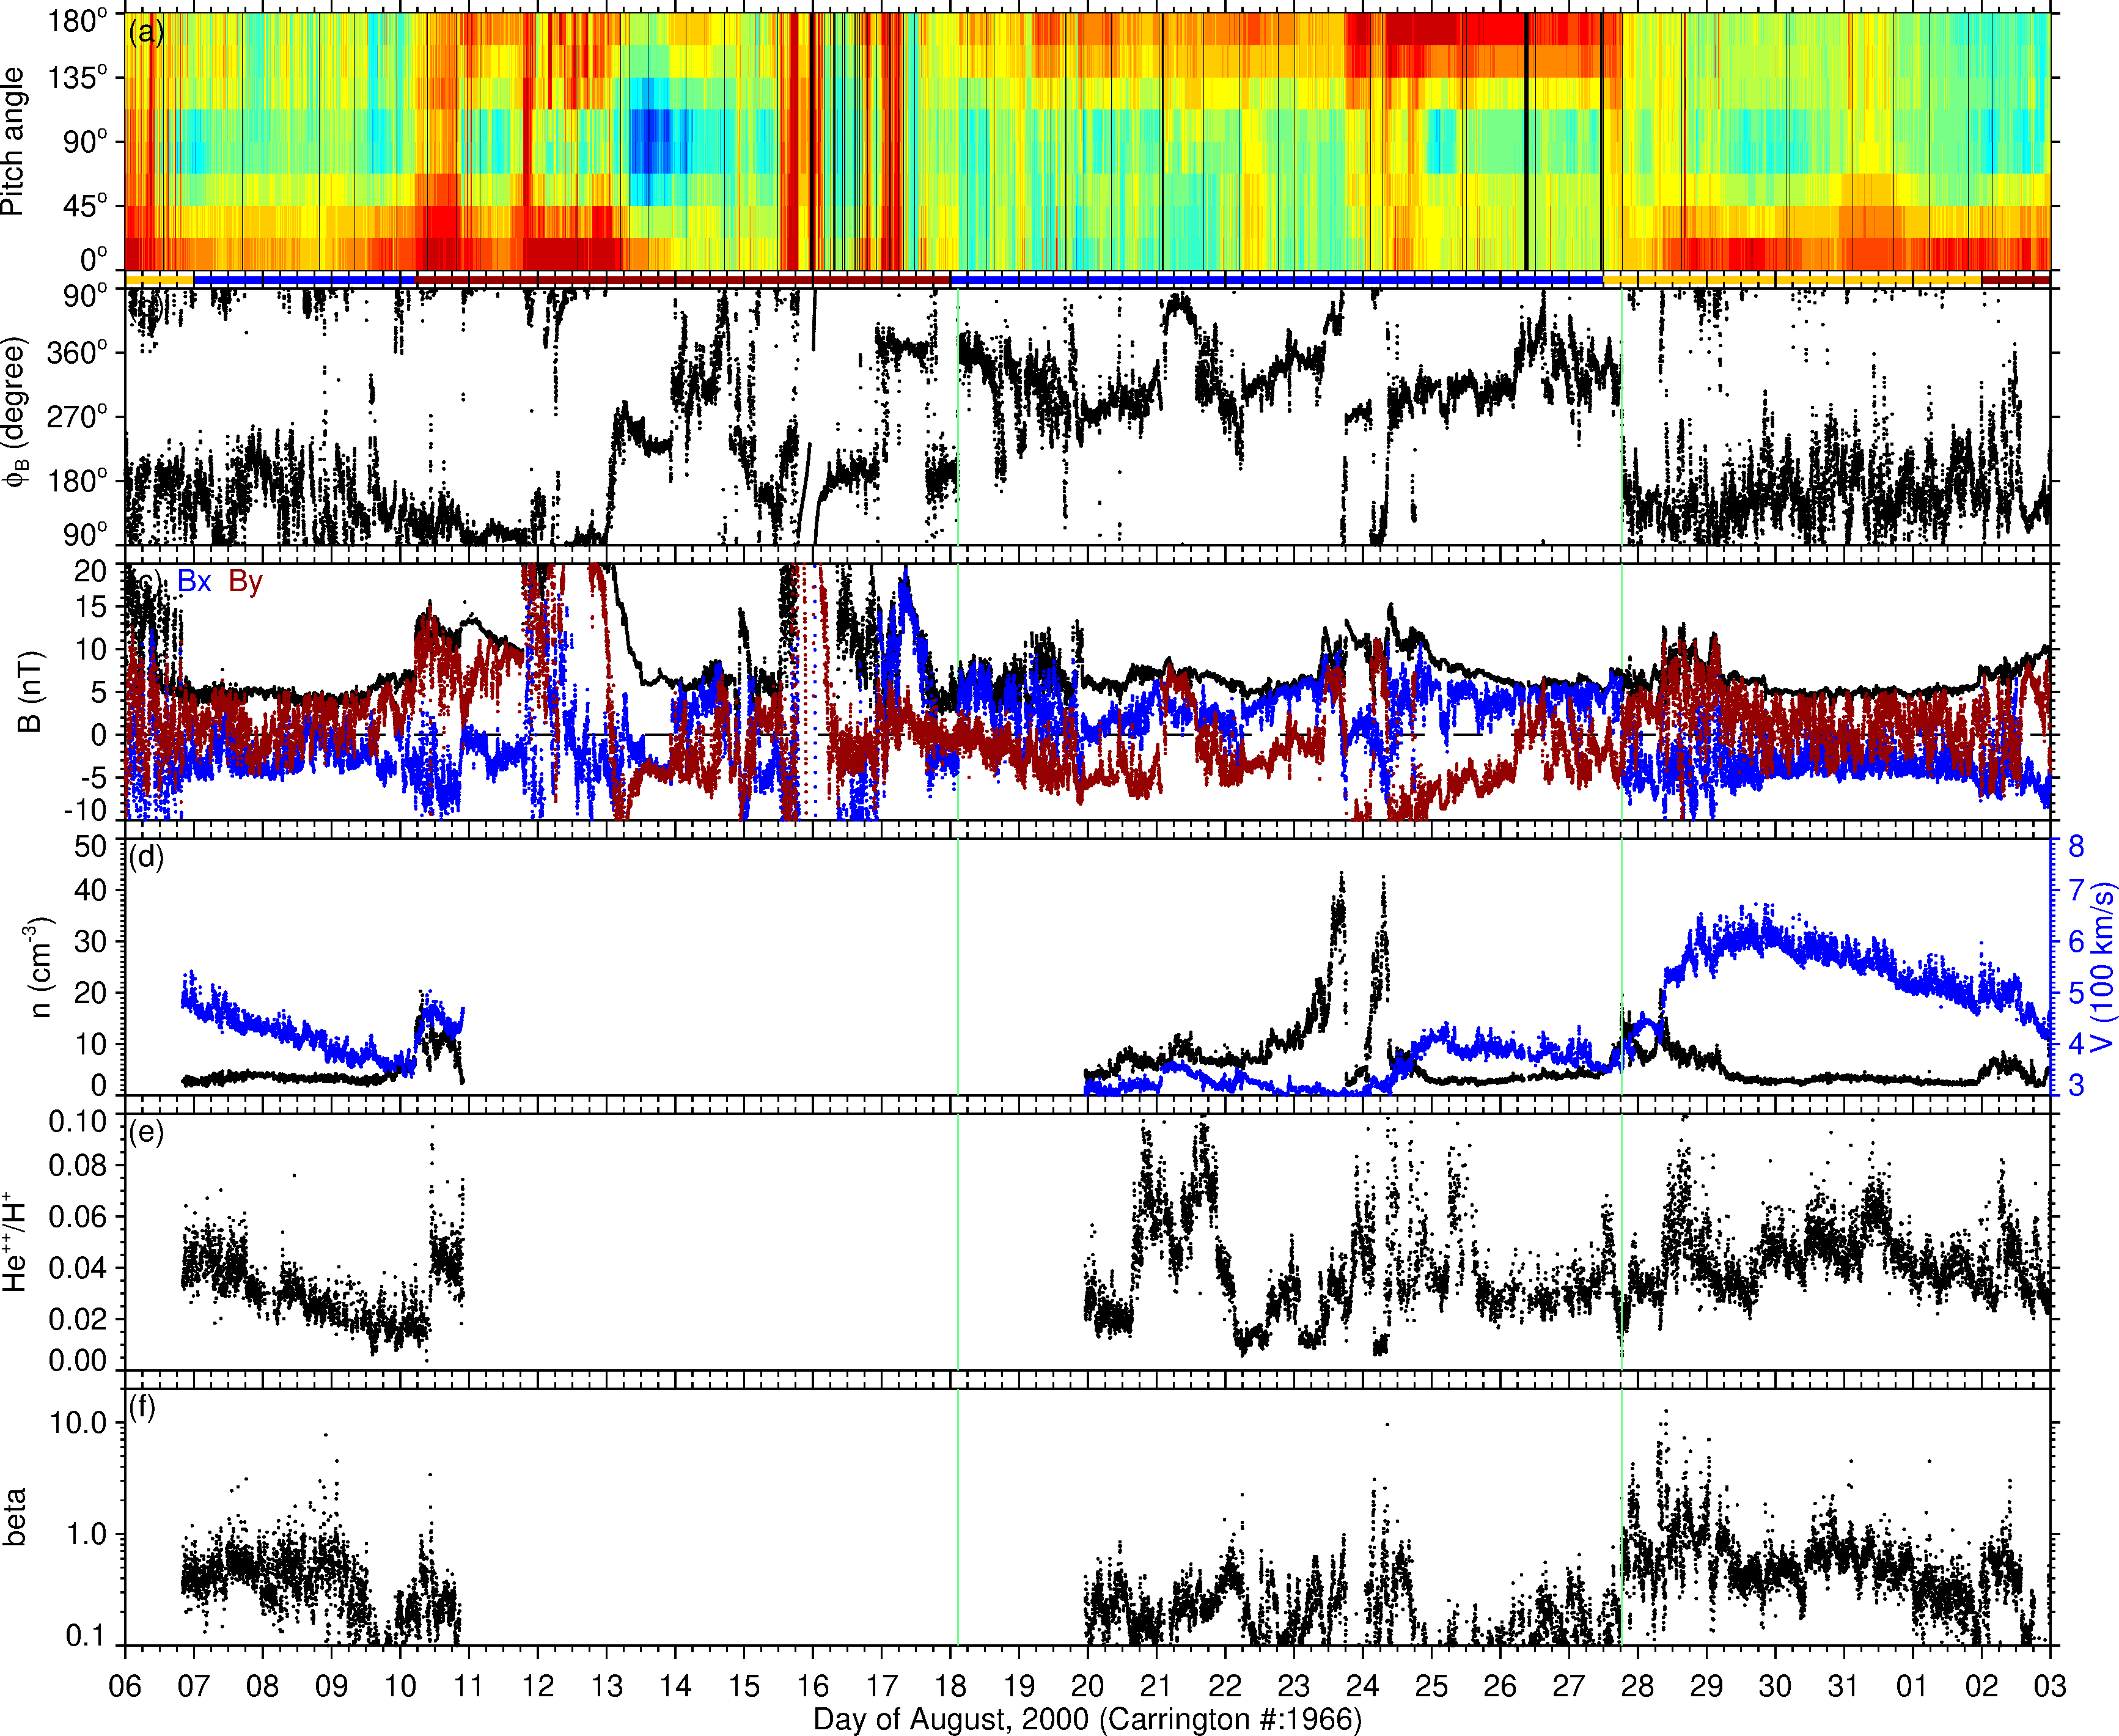 (a)
180°
135°
90°
45°
0°
Pitch angle
90°
360°
270°
180°
90°
ϕB (degree)
c) Bx By
20
15
10
5
0
-5
-10
B (nT)
(d)
50
40
30
20
10
0
n (cm-3)
8
7
6
5
4
3
V (100 km/s)
(e)
0.10
0.08
0.06
0.04
0.02
0.00
He++/H+
(f)
10.0
1.0
0.1
beta
06 07 08 09 10 11 12 13 14 15 16 17 18 19 20 21 22 23 24 25 26 27 28 29 30 31 01 02 03
Day of August, 2000 (Carrington #:1966)